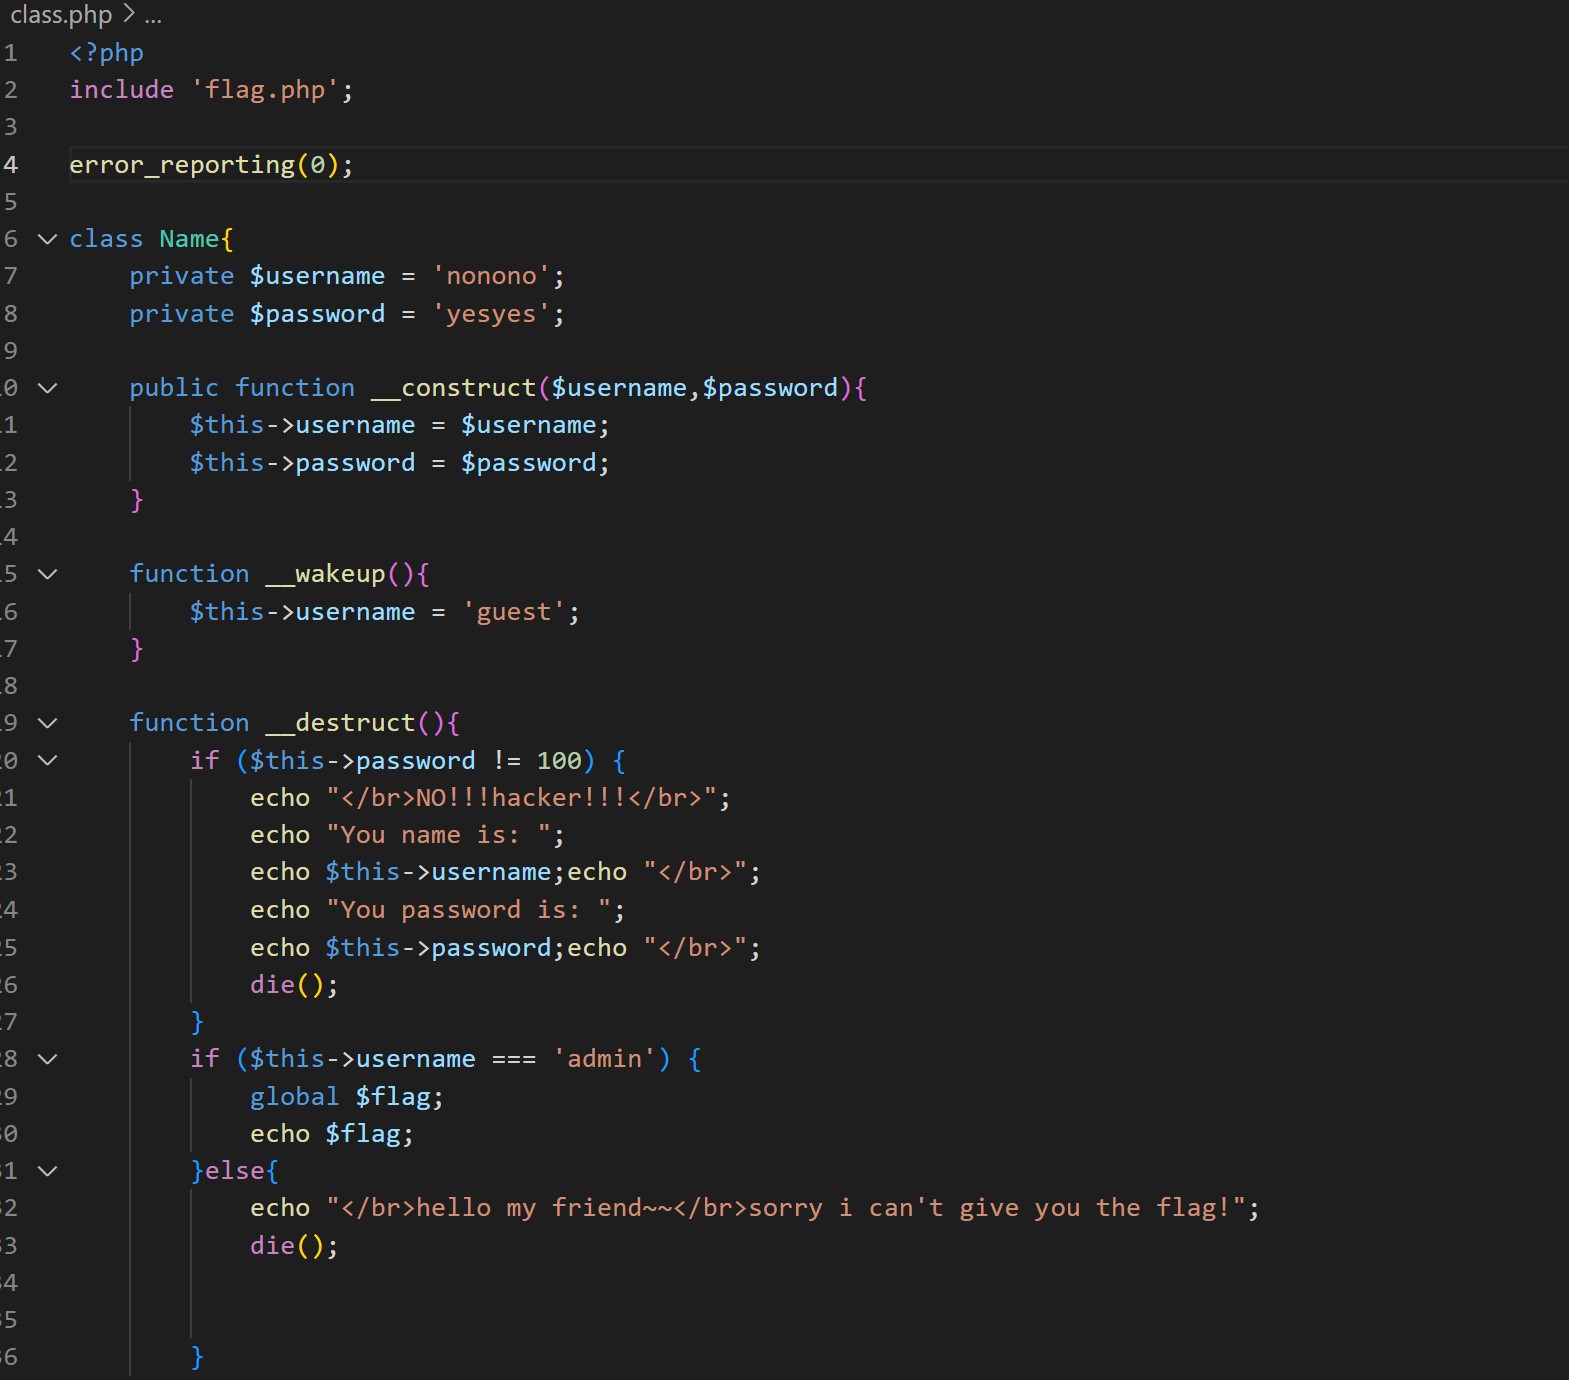 class.php > ...
1 <?php
2 include 'flag.php';
3
4 error_reporting(0);
5
6 class Name{
7     private $username = 'nonono';
8     private $password = 'yesyes';
9
0     public function __construct($username,$password){
1         $this->username = $username;
2         $this->password = $password;
3     }
4
5     function __wakeup(){
6         $this->username = 'guest';
7     }
8
9     function __destruct(){
0         if ($this->password != 100) {
1             echo "</br>NO!!!hacker!!!</br>";
2             echo "You name is: ";
3             echo $this->username;echo "</br>";
4             echo "You password is: ";
5             echo $this->password;echo "</br>";
6             die();
7         }
8         if ($this->username === 'admin') {
9             global $flag;
0             echo $flag;
1         }else{
2             echo "</br>hello my friend~~</br>sorry i can't give you the flag!";
3             die();
4
5
6         }